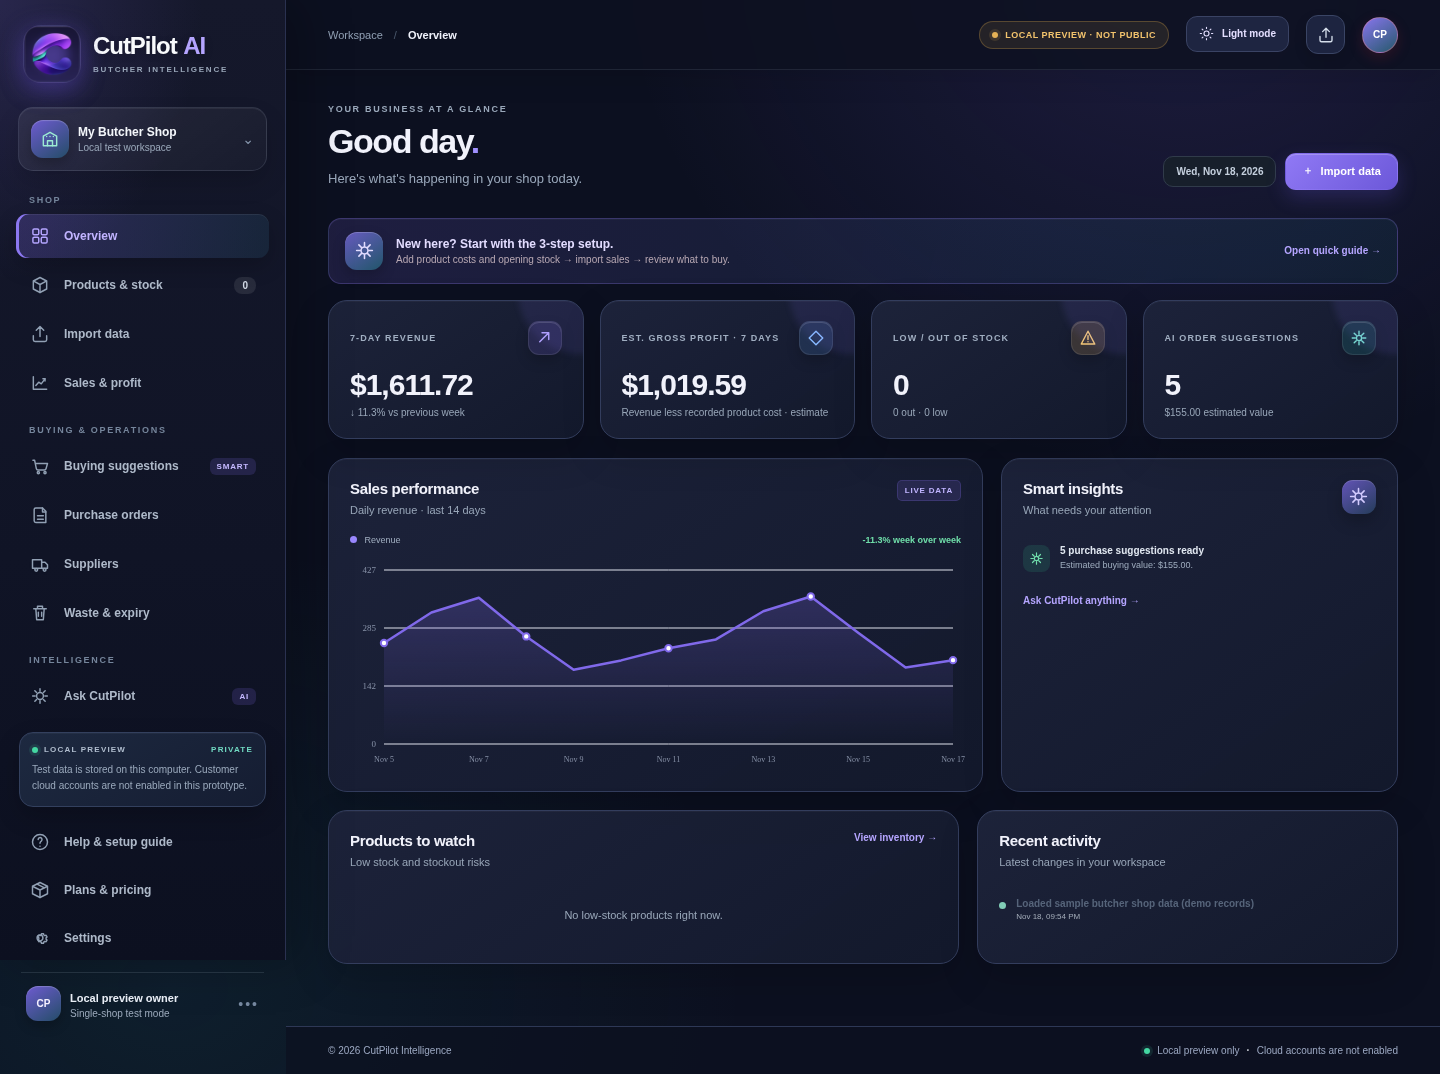 CutPilot AI
BUTCHER INTELLIGENCE
My Butcher Shop
Local test workspace
SHOP
Overview
Products & stock
0
Import data
Sales & profit
BUYING & OPERATIONS
Buying suggestions
SMART
Purchase orders
Suppliers
Waste & expiry
INTELLIGENCE
Ask CutPilot
AI
LOCAL PREVIEW
PRIVATE
Test data is stored on this computer. Customer
cloud accounts are not enabled in this prototype.
Help & setup guide
Plans & pricing
Settings
CP
Local preview owner
Single-shop test mode
Workspace / Overview
LOCAL PREVIEW · NOT PUBLIC
Light mode
CP
YOUR BUSINESS AT A GLANCE
Good day.
Here's what's happening in your shop today.
Wed, Nov 18, 2026
+ Import data
New here? Start with the 3-step setup.
Add product costs and opening stock → import sales → review what to buy.
Open quick guide →
7-DAY REVENUE
$1,611.72
↓ 11.3% vs previous week
EST. GROSS PROFIT · 7 DAYS
$1,019.59
Revenue less recorded product cost · estimate
LOW / OUT OF STOCK
0
0 out · 0 low
AI ORDER SUGGESTIONS
5
$155.00 estimated value
Sales performance
Daily revenue · last 14 days
LIVE DATA
Revenue
-11.3% week over week
427
285
142
0
Nov 5 Nov 7 Nov 9 Nov 11 Nov 13 Nov 15 Nov 17
Smart insights
What needs your attention
5 purchase suggestions ready
Estimated buying value: $155.00.
Ask CutPilot anything →
Products to watch
Low stock and stockout risks
View inventory →
No low-stock products right now.
Recent activity
Latest changes in your workspace
Loaded sample butcher shop data (demo records)
Nov 18, 09:54 PM
© 2026 CutPilot Intelligence
Local preview only · Cloud accounts are not enabled